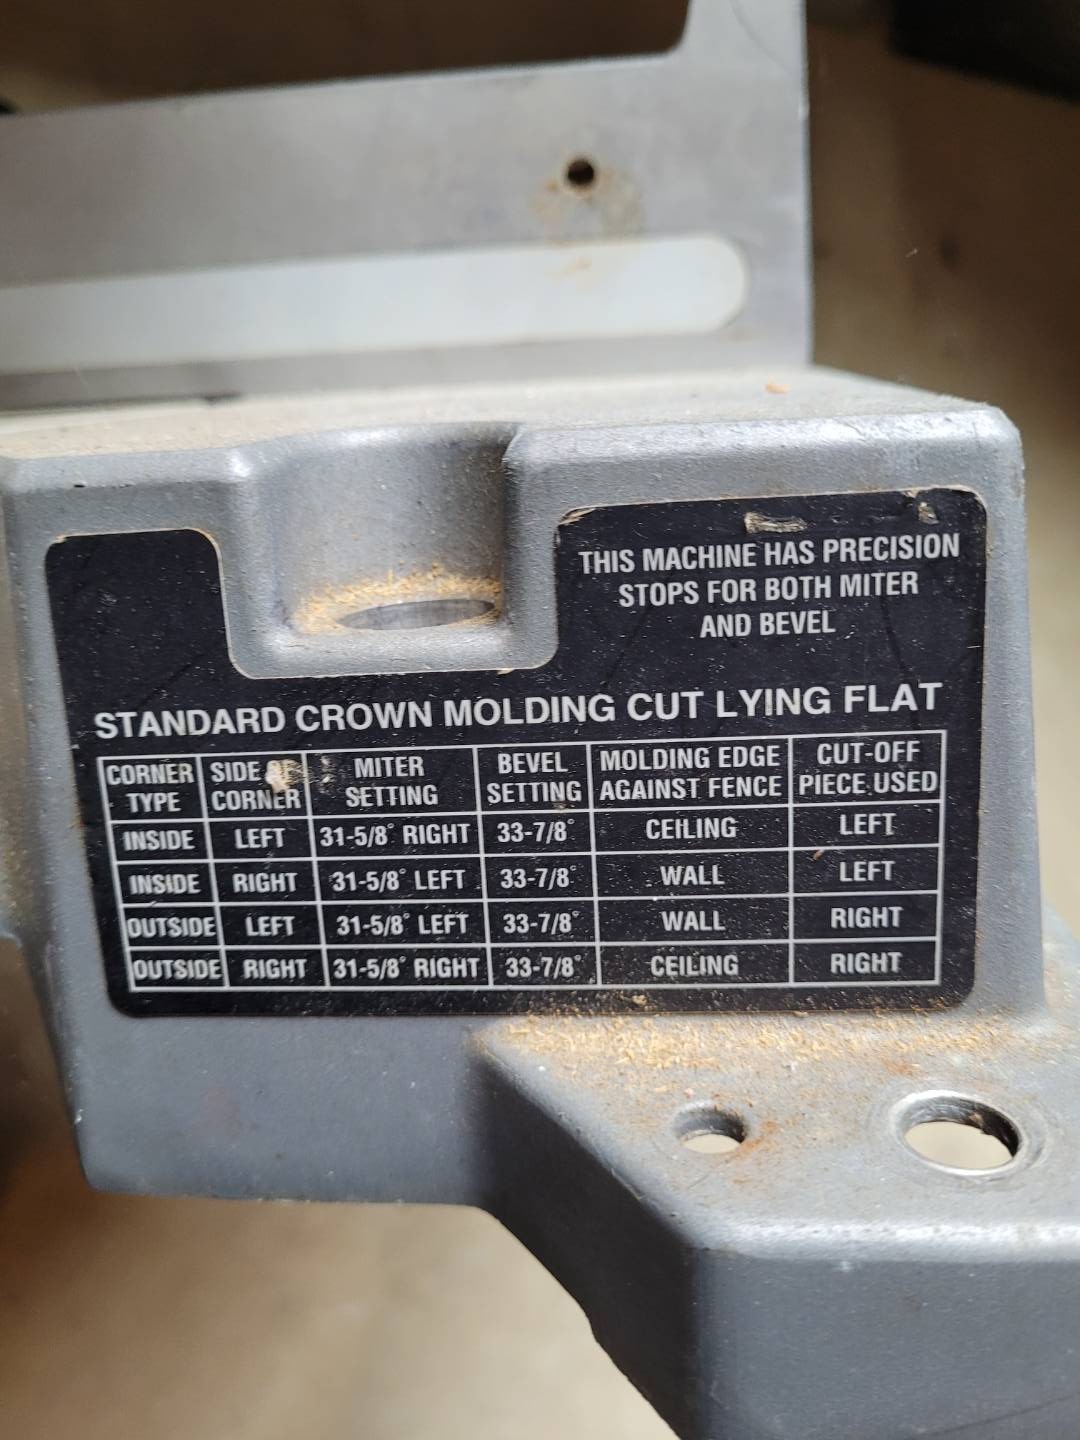 THIS MACHINE HAS PRECISION
STOPS FOR BOTH MITER
AND BEVEL
STANDARD CROWN MOLDING CUT LYING FLAT
CORNER TYPE SIDE OF CORNER MITER SETTING BEVEL SETTING MOLDING EDGE AGAINST FENCE CUT-OFF PIECE USED
INSIDE LEFT 31-5/8° RIGHT 33-7/8° CEILING LEFT
INSIDE RIGHT 31-5/8° LEFT 33-7/8° WALL LEFT
OUTSIDE LEFT 31-5/8° LEFT 33-7/8° WALL RIGHT
OUTSIDE RIGHT 31-5/8° RIGHT 33-7/8° CEILING RIGHT